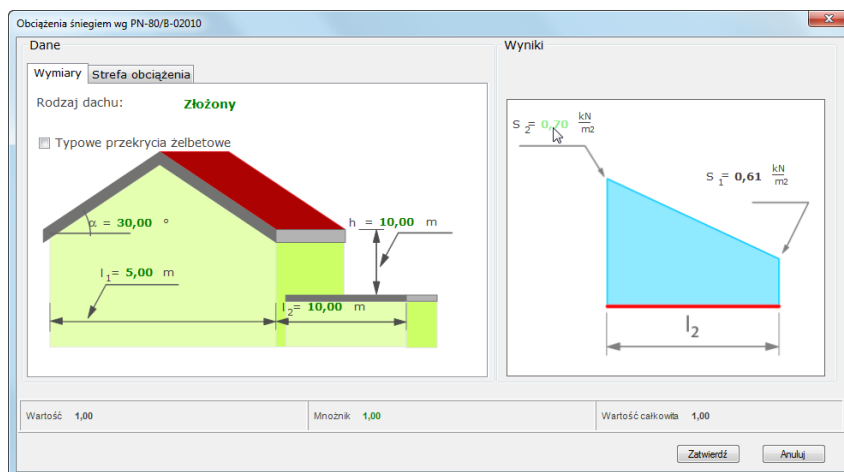 Obciążenia śniegiem wg PN-80/B-02010
x
Dane
Wymiary Strefa obciążenia
Rodzaj dachu: Złożony
Typowe przekrycia żelbetowe
α = 30,00 °
h = 10,00 m
l1= 5,00 m
l2= 10,00 m
Wyniki
S2= 0,70 kN/m2
S1= 0,61 kN/m2
l2
Wartość 1,00 Mnożnik 1,00 Wartość całkowita 1,00
Zatwierdź Anuluj